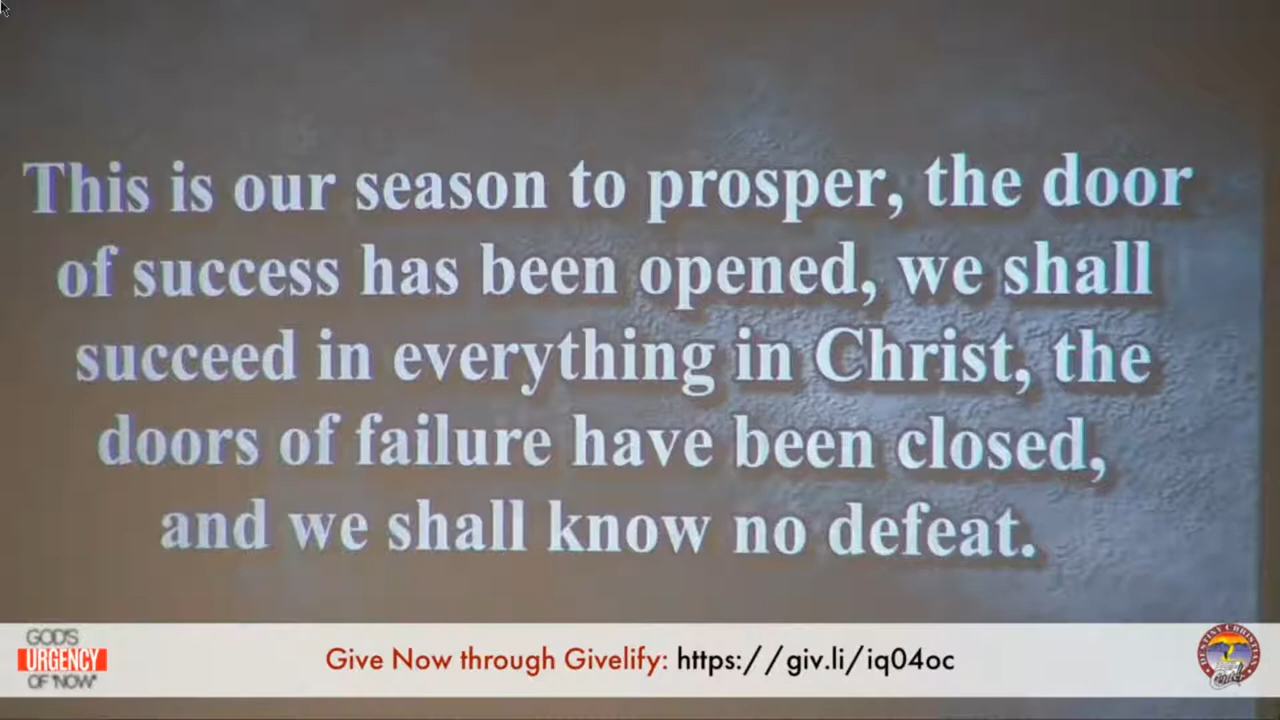 This is our season to prosper, the door
of success has been opened, we shall
succeed in everything in Christ, the
doors of failure have been closed,
and we shall know no defeat.
GOD'S
URGENCY
OF "NOW"
Give Now through Givelify: https://giv.li/iq04oc
DESTINY CHRISTIAN